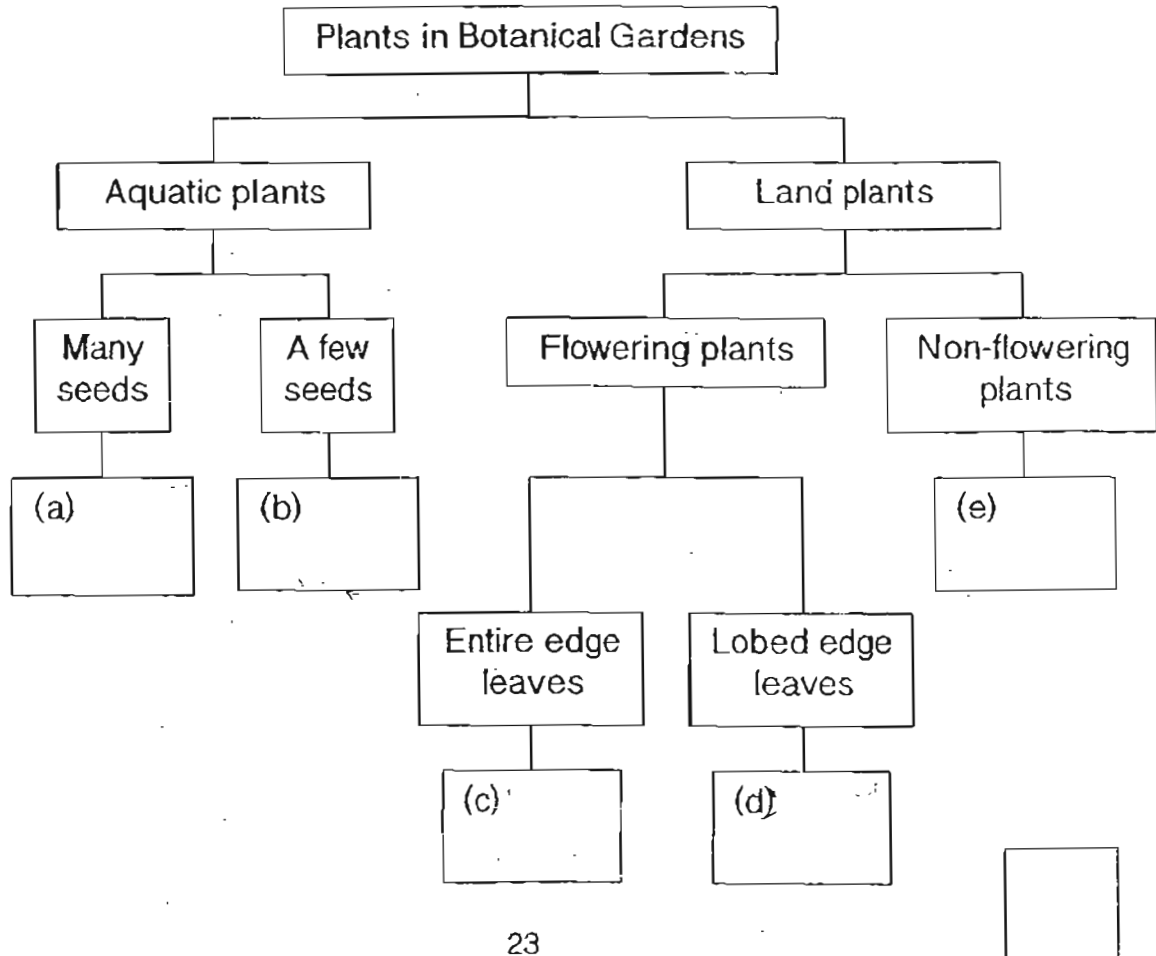 Plants in Botanical Gardens
Aquatic plants
Land plants
Many
seeds
A few
seeds
Flowering plants
Non-flowering
plants
(a)
(b)
(e)
Entire edge
leaves
Lobed edge
leaves
(c)
(d)
23